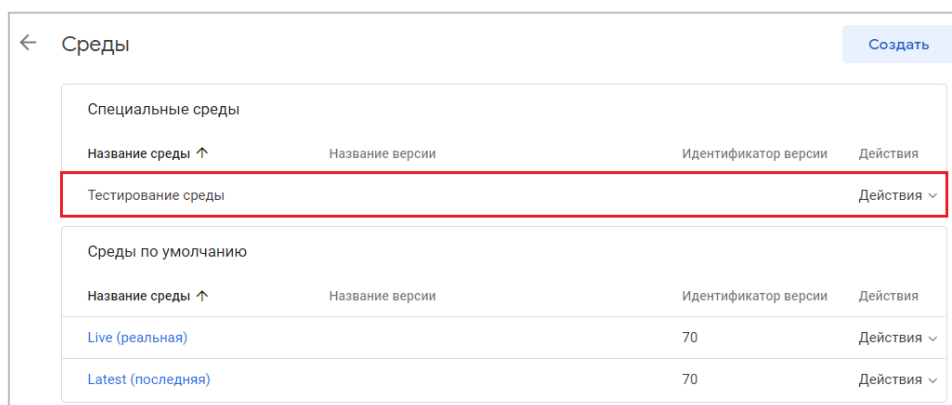 Среды
Создать
Специальные среды
Название среды Название версии Идентификатор версии Действия
Тестирование среды Действия
Среды по умолчанию
Название среды Название версии Идентификатор версии Действия
Live (реальная) 70 Действия
Latest (последняя) 70 Действия